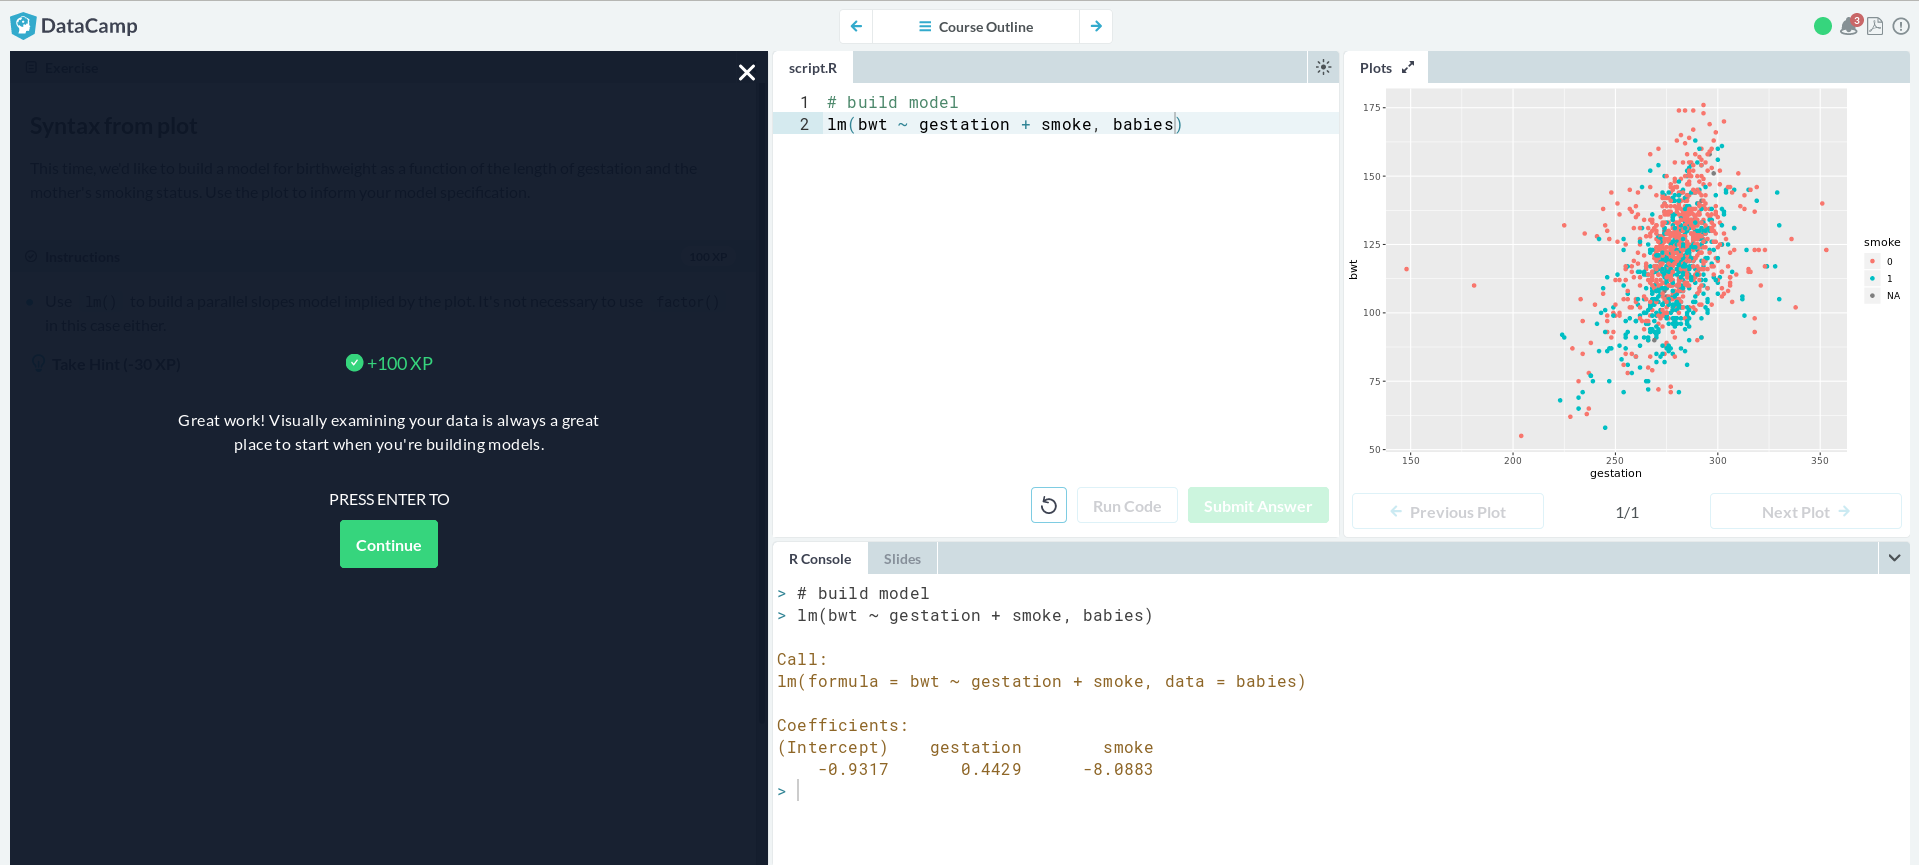 DataCamp
Course Outline
3
Exercise
Syntax from plot
This time, we'd like to build a model for birthweight as a function of the length of gestation and the
mother's smoking status. Use the plot to inform your model specification.
Instructions
100 XP
Use lm() to build a parallel slopes model implied by the plot. It's not necessary to use factor()
in this case either.
Take Hint (-30 XP)
+100 XP
Great work! Visually examining your data is always a great
place to start when you're building models.
PRESS ENTER TO
Continue
script.R
1 # build model
2 lm(bwt ~ gestation + smoke, babies)
Run Code
Submit Answer
Plots
175
150
125
100
75
50
bwt
150 200 250 300 350
gestation
smoke
0
1
NA
Previous Plot
1/1
Next Plot
R Console
Slides
> # build model
> lm(bwt ~ gestation + smoke, babies)
Call:
lm(formula = bwt ~ gestation + smoke, data = babies)
Coefficients:
(Intercept) gestation smoke
-0.9317 0.4429 -8.0883
>